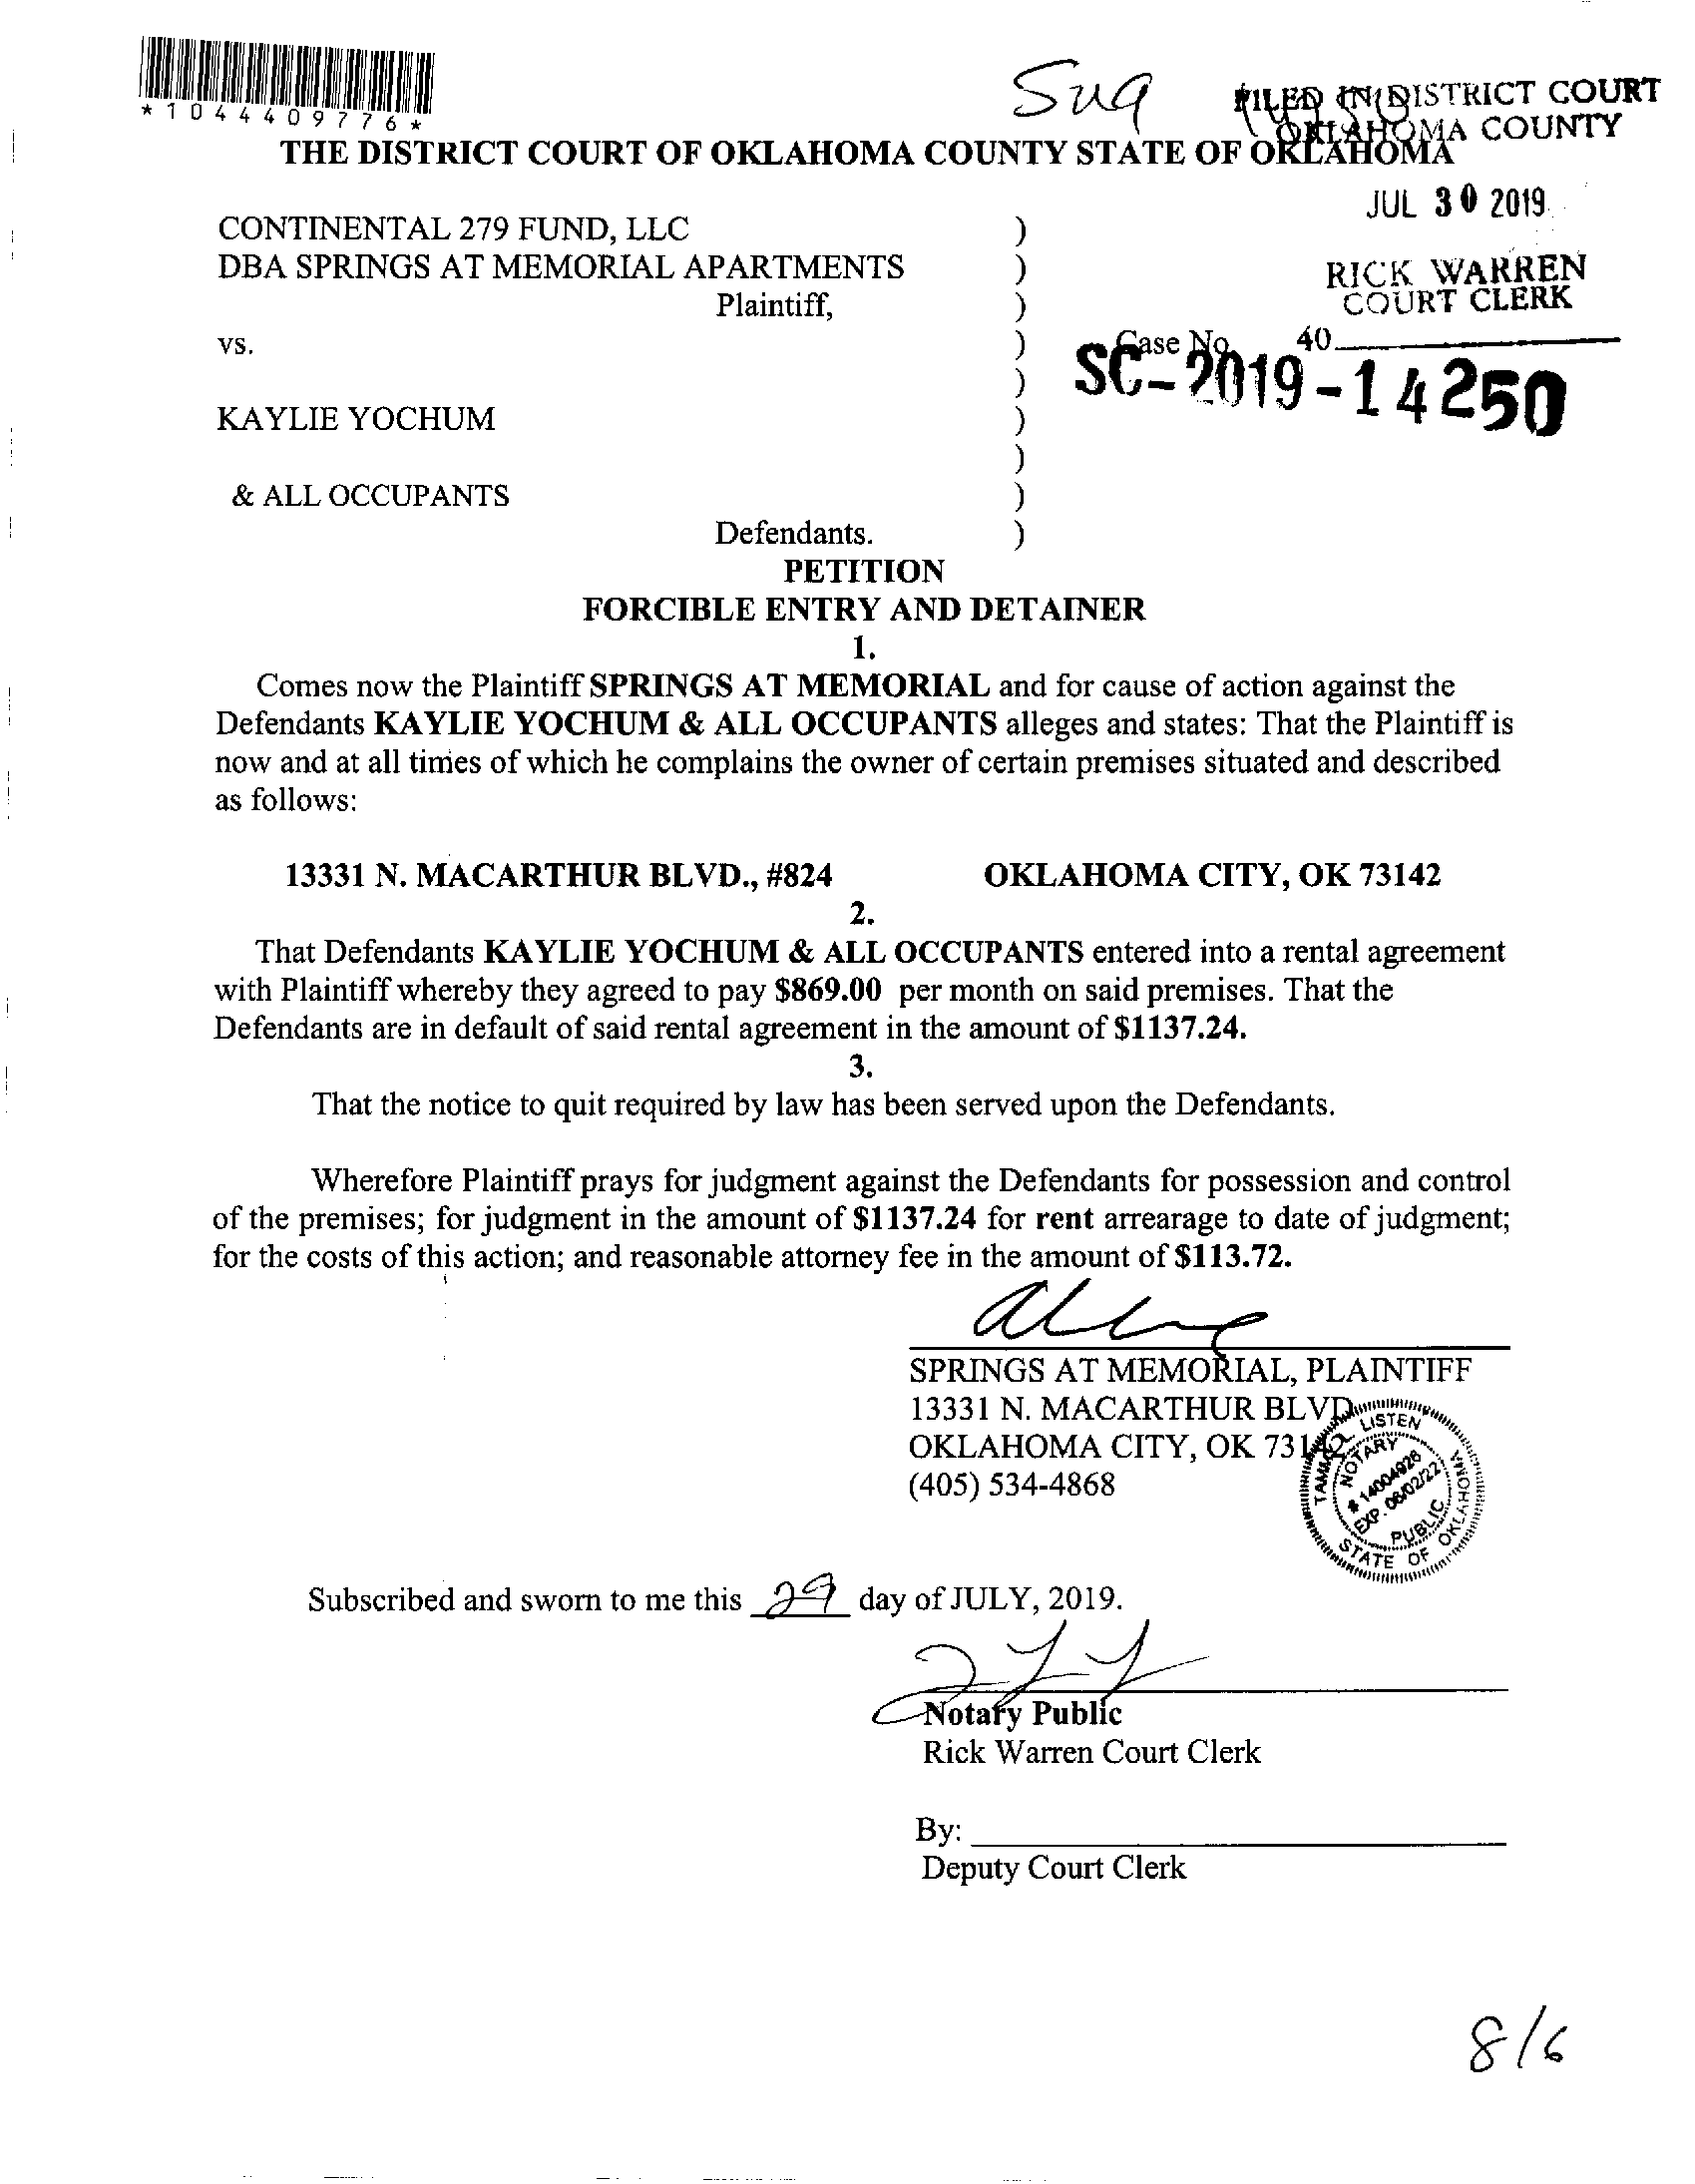 *1044409776*
Sug
FILED IN DISTRICT COURT
OKLAHOMA COUNTY
THE DISTRICT COURT OF OKLAHOMA COUNTY STATE OF OKLAHOMA
JUL 30 2019
CONTINENTAL 279 FUND, LLC )
DBA SPRINGS AT MEMORIAL APARTMENTS )
RICK WARREN
COURT CLERK
Plaintiff, )
vs. )
Case No. 40
SC-2019-14250
)
KAYLIE YOCHUM )
)
& ALL OCCUPANTS )
Defendants. )
PETITION
FORCIBLE ENTRY AND DETAINER
1.
Comes now the Plaintiff SPRINGS AT MEMORIAL and for cause of action against the
Defendants KAYLIE YOCHUM & ALL OCCUPANTS alleges and states: That the Plaintiff is
now and at all times of which he complains the owner of certain premises situated and described
as follows:
13331 N. MACARTHUR BLVD., #824 OKLAHOMA CITY, OK 73142
2.
That Defendants KAYLIE YOCHUM & ALL OCCUPANTS entered into a rental agreement
with Plaintiff whereby they agreed to pay $869.00 per month on said premises. That the
Defendants are in default of said rental agreement in the amount of $1137.24.
3.
That the notice to quit required by law has been served upon the Defendants.
Wherefore Plaintiff prays for judgment against the Defendants for possession and control
of the premises; for judgment in the amount of $1137.24 for rent arrearage to date of judgment;
for the costs of this action; and reasonable attorney fee in the amount of $113.72.
SPRINGS AT MEMORIAL, PLAINTIFF
13331 N. MACARTHUR BLVD
OKLAHOMA CITY, OK 73142
(405) 534-4868
LISTEN
NOTARY
# 14004926
EXP. 06/02/22
PUBLIC
STATE OF OKLAHOMA
Subscribed and sworn to me this 29 day of JULY, 2019.
Notary Public
Rick Warren Court Clerk
By:
Deputy Court Clerk
8/6